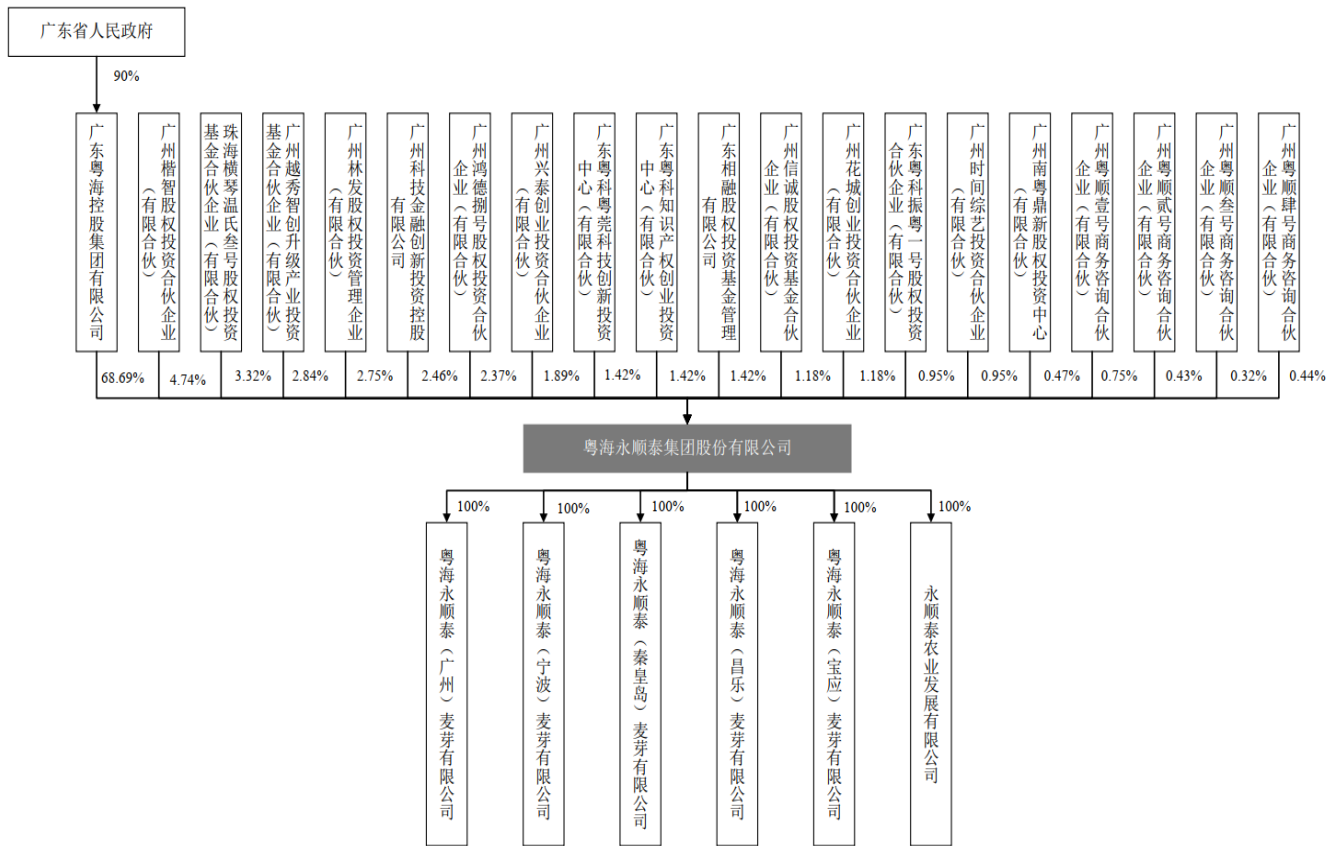 广东省人民政府
90%
广东粤海控股集团有限公司
广州楷智股权投资合伙企业
（有限合伙）
珠海横琴温氏叁号股权投资
基金合伙企业（有限合伙）
广州越秀智创升级产业投资
基金合伙企业（有限合伙）
广州林发股权投资管理企业
（有限合伙）
广州科技金融创新投资控股
有限公司
广州鸿德捌号股权投资合伙
企业（有限合伙）
广州兴泰创业投资合伙企业
（有限合伙）
广东粤科粤莞科技创新投资
中心（有限合伙）
广东粤科知识产权创业投资
中心（有限合伙）
广东相融股权投资基金管理
有限公司
广州信诚股权投资基金合伙
企业（有限合伙）
广州花城创业投资合伙企业
（有限合伙）
广东粤科振粤一号股权投资
合伙企业（有限合伙）
广州时间综艺投资合伙企业
（有限合伙）
广州南粤鼎新股权投资中心
（有限合伙）
广州粤顺壹号商务咨询合伙
企业（有限合伙）
广州粤顺贰号商务咨询合伙
企业（有限合伙）
广州粤顺叁号商务咨询合伙
企业（有限合伙）
广州粤顺肆号商务咨询合伙
企业（有限合伙）
68.69%
4.74%
3.32%
2.84%
2.75%
2.46%
2.37%
1.89%
1.42%
1.42%
1.42%
1.18%
1.18%
0.95%
0.95%
0.47%
0.75%
0.43%
0.32%
0.44%
粤海永顺泰集团股份有限公司
100%
100%
100%
100%
100%
100%
粤海永顺泰（广州）麦芽有限公司
粤海永顺泰（宁波）麦芽有限公司
粤海永顺泰（秦皇岛）麦芽有限公司
粤海永顺泰（昌乐）麦芽有限公司
粤海永顺泰（宝应）麦芽有限公司
永顺泰农业发展有限公司